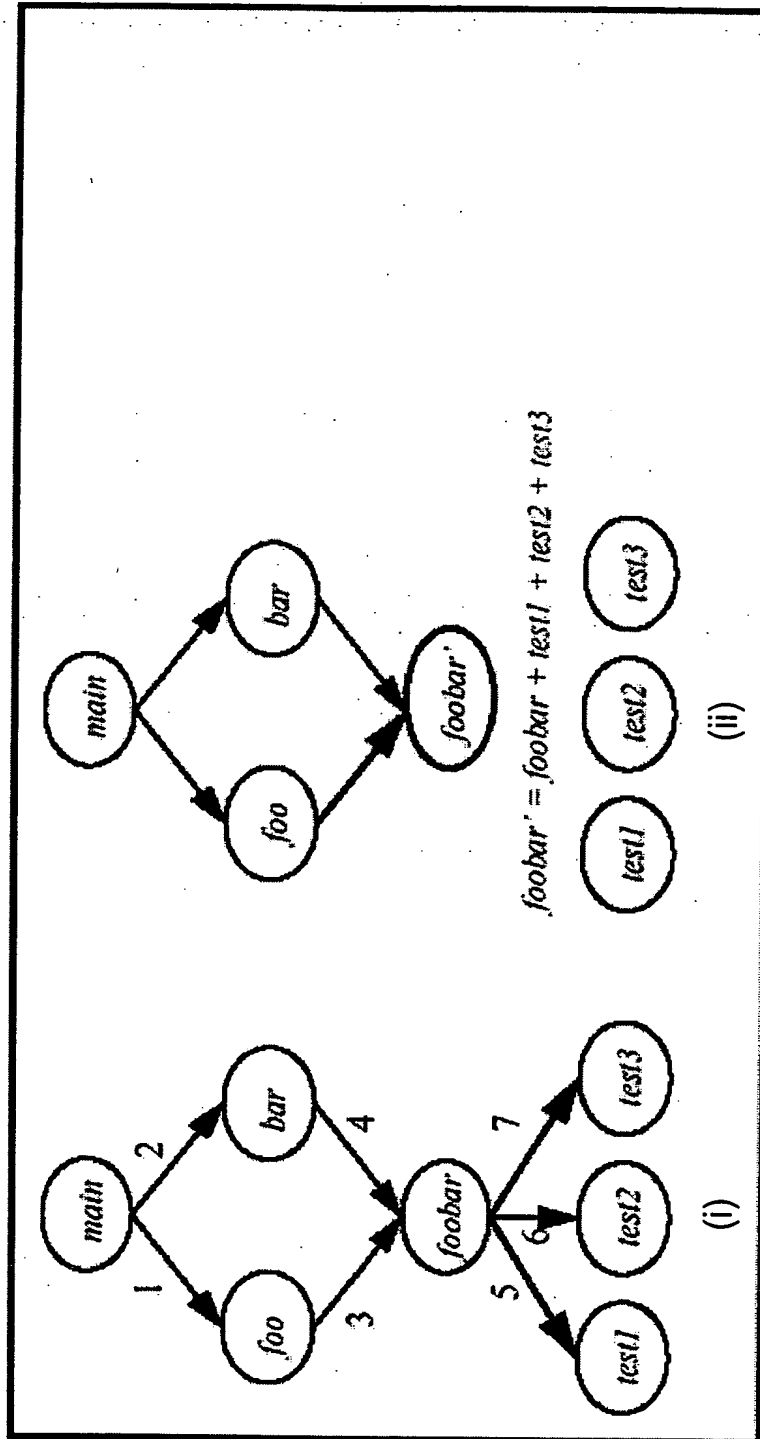 main
1
2
foo
bar
3
4
foobar
5
6
7
test1
test2
test3
(i)
main
foo
bar
foobar'
foobar' = foobar + test1 + test2 + test3
test1
test2
test3
(ii)